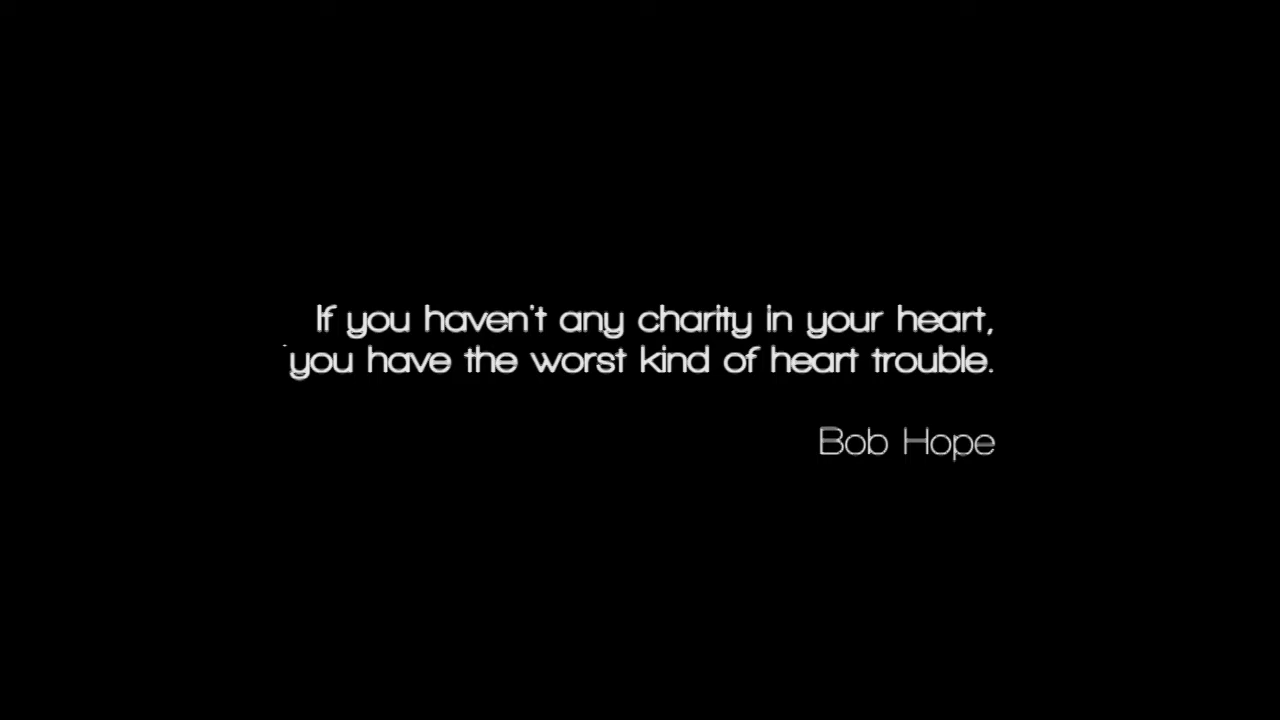 If you haven't any charity in your heart,
you have the worst kind of heart trouble.
Bob Hope